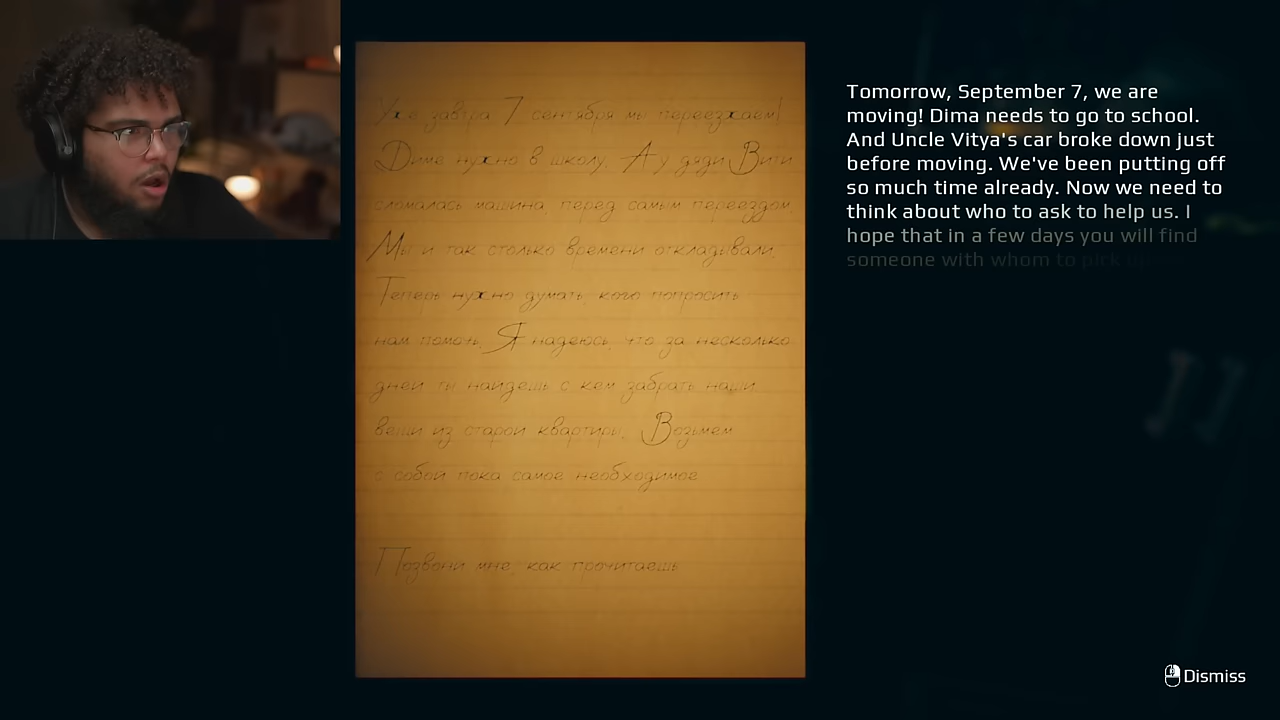 Уже завтра 7 сентября мы переезжаем!
Диме нужно в школу. А у дяди Вити
сломалась машина перед самым переездом.
Мы и так столько времени откладывали.
Теперь нужно думать, кого попросить
нам помочь. Я надеюсь, что за несколько
дней ты найдешь с кем забрать наши
вещи из старой квартиры. Возьмем
с собой пока самое необходимое
Позвони мне, как прочитаешь
Tomorrow, September 7, we are
moving! Dima needs to go to school.
And Uncle Vitya's car broke down just
before moving. We've been putting off
so much time already. Now we need to
think about who to ask to help us. I
hope that in a few days you will find
someone with whom to pick
Dismiss